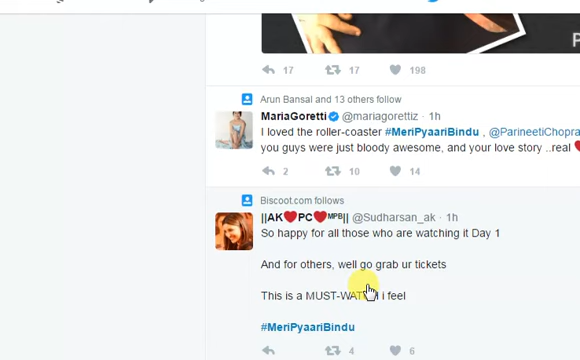 P
17 17 198
Arun Bansal and 13 others follow
MariaGoretti @mariagorettiz · 1h
I loved the roller-coaster #MeriPyaariBindu , @ParineetiChopra
you guys were just bloody awesome, and your love story ..real ❤
2 10 14
Biscoot.com follows
||AK❤PC❤ᴹᴾᴮ|| @Sudharsan_ak · 1h
So happy for all those who are watching it Day 1
And for others, well go grab ur tickets
This is a MUST-WATCH i feel
#MeriPyaariBindu
4 6